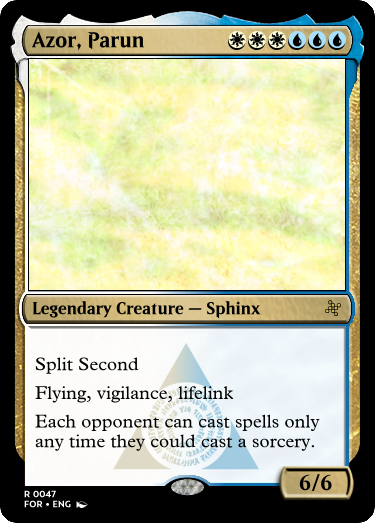 Azor, Parun
Legendary Creature — Sphinx
Split Second
Flying, vigilance, lifelink
Each opponent can cast spells only
any time they could cast a sorcery.
6/6
R 0047
FOR • ENG